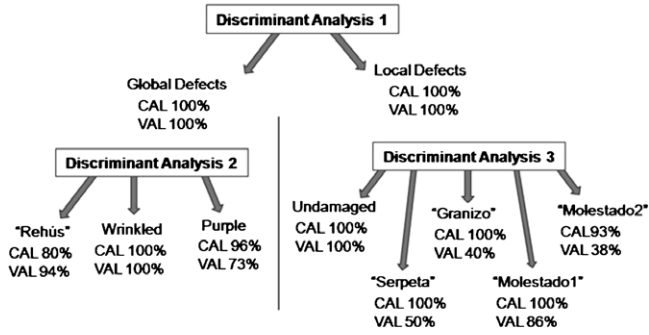 Discriminant Analysis 1
Global Defects
CAL 100%
VAL 100%
Local Defects
CAL 100%
VAL 100%
Discriminant Analysis 2
"Rehús"
CAL 80%
VAL 94%
Wrinkled
CAL 100%
VAL 100%
Purple
CAL 96%
VAL 73%
Discriminant Analysis 3
Undamaged
CAL 100%
VAL 100%
"Serpeta"
CAL 100%
VAL 50%
"Granizo"
CAL 100%
VAL 40%
"Molestado1"
CAL 100%
VAL 86%
"Molestado2"
CAL93%
VAL 38%